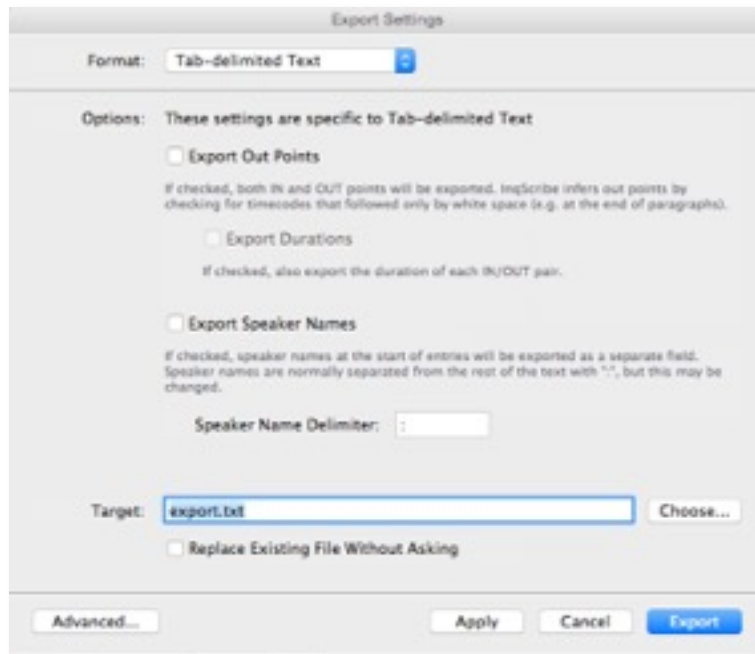 Export Settings
Format: Tab-delimited Text
Options: These settings are specific to Tab-delimited Text
Export Out Points
If checked, both IN and OUT points will be exported. InqScribe infers out points by
checking for timecodes that followed only by white space (e.g. at the end of paragraphs).
Export Durations
If checked, also export the duration of each IN/OUT pair.
Export Speaker Names
If checked, speaker names at the start of entries will be exported as a separate field.
Speaker names are normally separated from the rest of the text with ":", but this may be
changed.
Speaker Name Delimiter: :
Target: export.txt Choose...
Replace Existing File Without Asking
Advanced... Apply Cancel Export